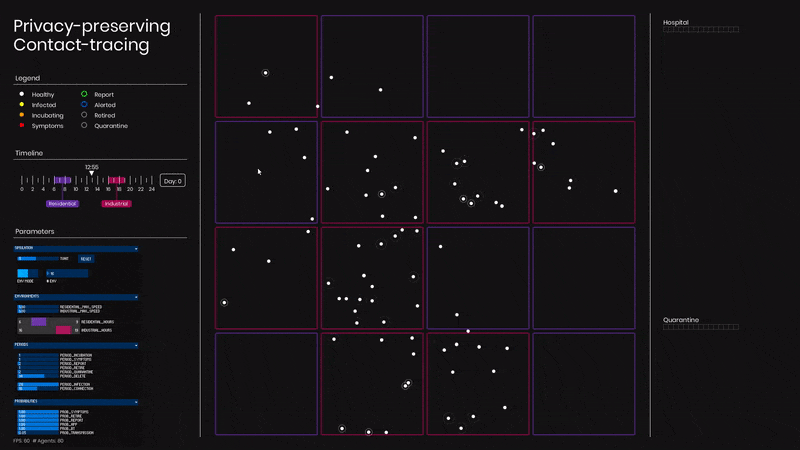 Privacy-preserving
Contact-tracing
Legend
Healthy
Report
Infected
Alerted
Incubating
Retired
Symptoms
Quarantine
Timeline
12:55
0 2 4 6 8 10 12 14 16 18 20 22 24
Day: 0
Residential
Industrial
Parameters
SIMULATION
RESET
ENV MODE
# ENV
ENVIRONMENTS
RESIDENTIAL_MAX_SPEED
INDUSTRIAL_MAX_SPEED
RESIDENTIAL_HOURS
INDUSTRIAL_HOURS
PERIODS
PERIOD_INCUBATION
PERIOD_SYMPTOMS
PERIOD_REPORT
PERIOD_RETIRE
PERIOD_QUARANTINE
PERIOD_DELETE
PERIOD_INFECTION
PERIOD_CONNECTION
PROBABILITIES
PROB_SYMPTOMS
PROB_RETIRE
PROB_REPORT
PROB_APP
PROB_BT
PROB_TRANSMISSION
FPS: 60 # Agents: 80
Hospital
Quarantine